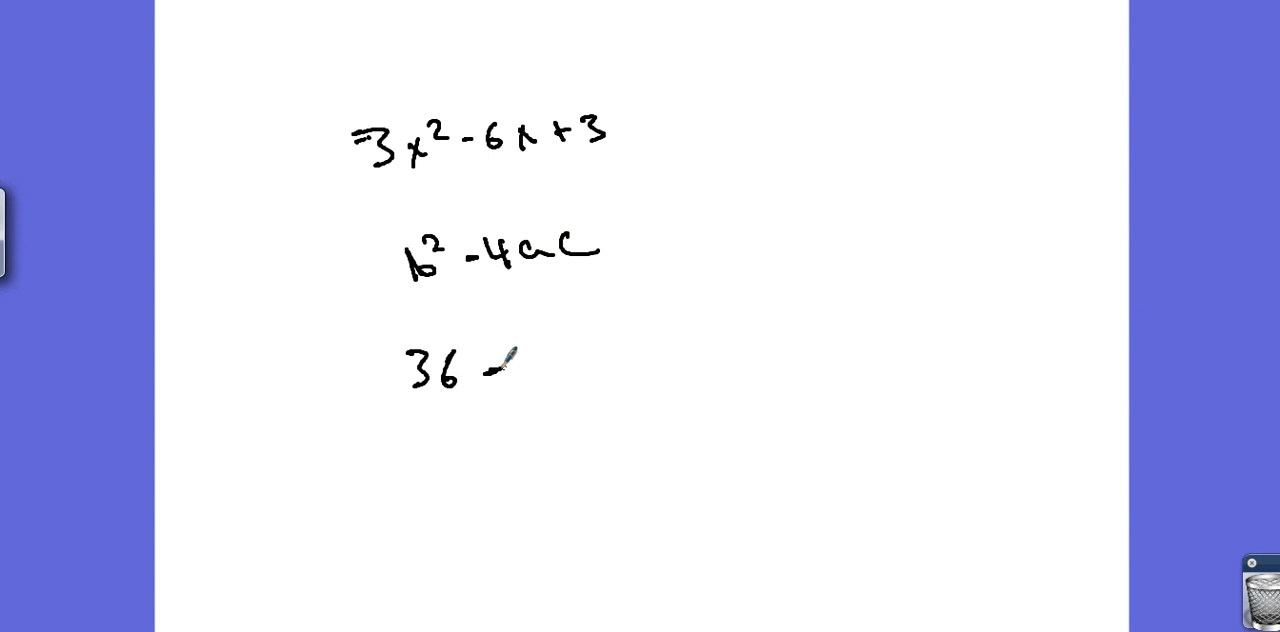 -3x² - 6x + 3
b² - 4ac
36 -